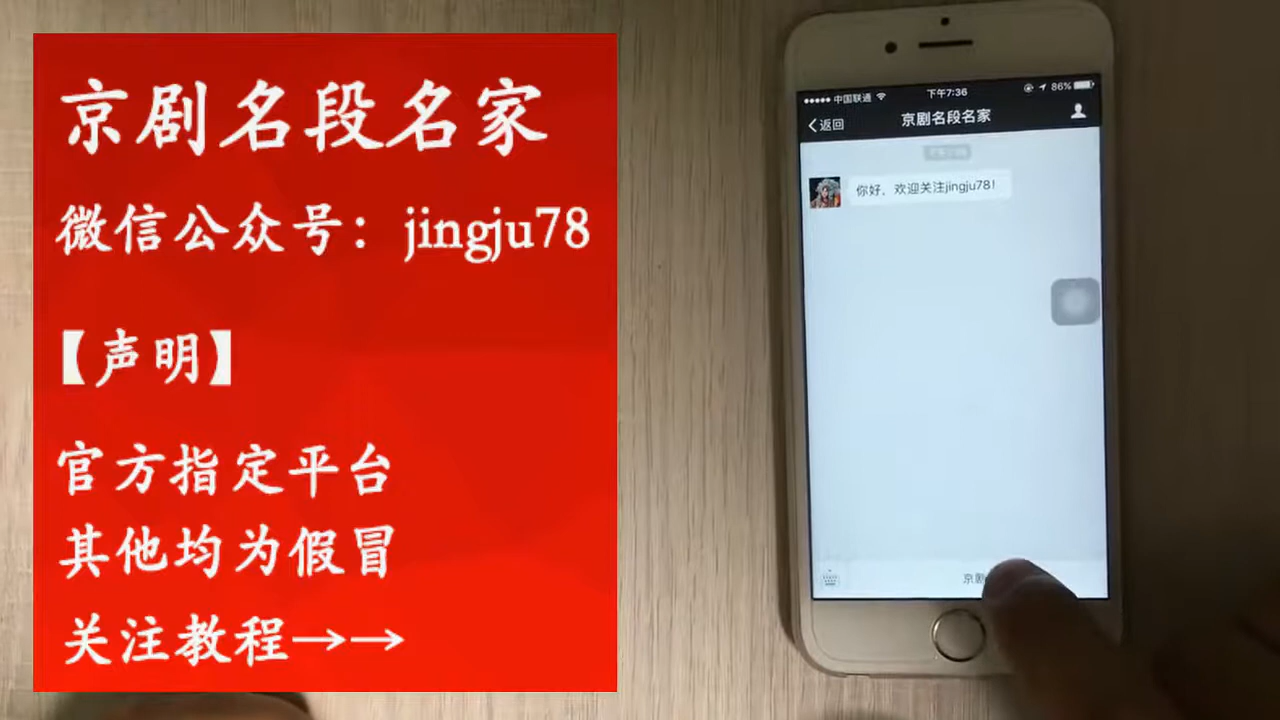 京剧名段名家
微信公众号：jingju78
【声明】
官方指定平台
其他均为假冒
关注教程→→
中国联通
下午7:36
86%
返回
京剧名段名家
你好，欢迎关注jingju78！
京剧